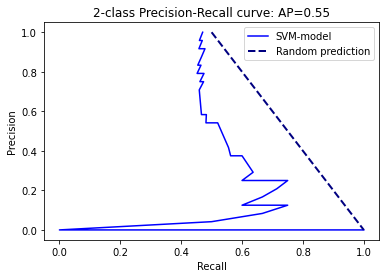 2-class Precision-Recall curve: AP=0.55
SVM-model
Random prediction
Precision
1.0
0.8
0.6
0.4
0.2
0.0
0.0 0.2 0.4 0.6 0.8 1.0
Recall